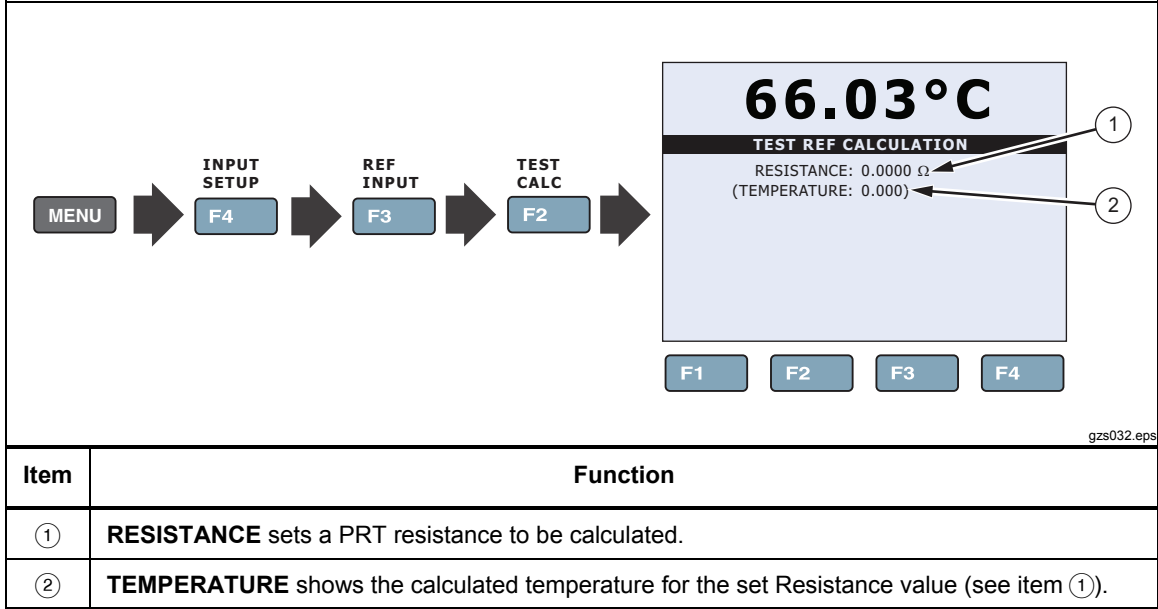 66.03°C
TEST REF CALCULATION
RESISTANCE: 0.0000 Ω
(TEMPERATURE: 0.000)
1
2
INPUT
SETUP
REF
INPUT
TEST
CALC
MENU
F4
F3
F2
F1
F2
F3
F4
gzs032.eps
Item
Function
①
RESISTANCE sets a PRT resistance to be calculated.
②
TEMPERATURE shows the calculated temperature for the set Resistance value (see item ①).